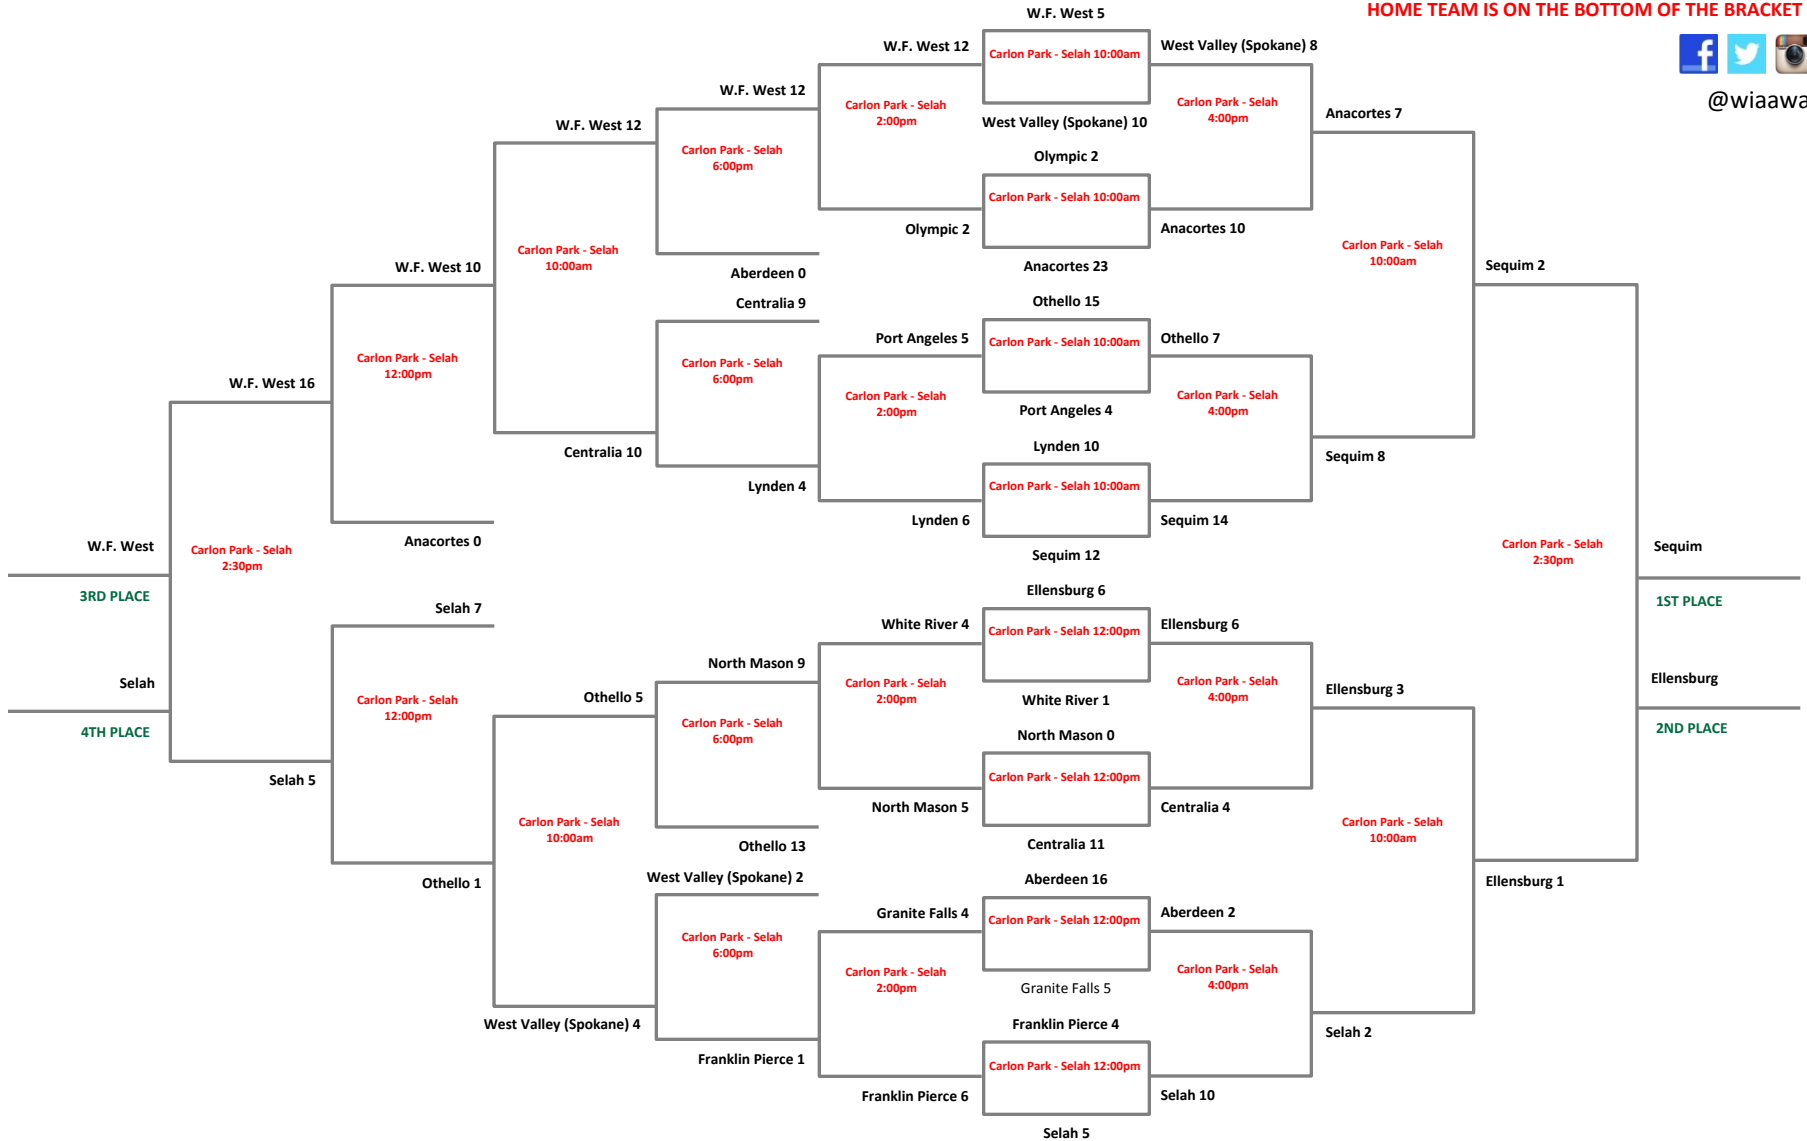 HOME TEAM IS ON THE BOTTOM OF THE BRACKET
@wiaawa
W.F. West 5
Carlon Park - Selah 10:00am
West Valley (Spokane) 10
Olympic 2
Carlon Park - Selah 10:00am
Anacortes 23
Othello 15
Carlon Park - Selah 10:00am
Port Angeles 4
Lynden 10
Carlon Park - Selah 10:00am
Sequim 12
Ellensburg 6
Carlon Park - Selah 12:00pm
White River 1
North Mason 0
Carlon Park - Selah 12:00pm
Centralia 11
Aberdeen 16
Carlon Park - Selah 12:00pm
Granite Falls 5
Franklin Pierce 4
Carlon Park - Selah 12:00pm
Selah 5
West Valley (Spokane) 8
Carlon Park - Selah
4:00pm
Anacortes 10
Othello 7
Carlon Park - Selah
4:00pm
Sequim 14
Ellensburg 6
Carlon Park - Selah
4:00pm
Centralia 4
Aberdeen 2
Carlon Park - Selah
4:00pm
Selah 10
Anacortes 7
Carlon Park - Selah
10:00am
Sequim 8
Ellensburg 3
Carlon Park - Selah
10:00am
Selah 2
Sequim 2
Carlon Park - Selah
2:30pm
Ellensburg 1
Sequim
1ST PLACE
Ellensburg
2ND PLACE
W.F. West 12
Carlon Park - Selah
2:00pm
Olympic 2
Port Angeles 5
Carlon Park - Selah
2:00pm
Lynden 6
White River 4
Carlon Park - Selah
2:00pm
North Mason 5
Granite Falls 4
Carlon Park - Selah
2:00pm
Franklin Pierce 6
W.F. West 12
Carlon Park - Selah
6:00pm
Aberdeen 0
Centralia 9
Carlon Park - Selah
6:00pm
Lynden 4
North Mason 9
Carlon Park - Selah
6:00pm
Othello 13
West Valley (Spokane) 2
Carlon Park - Selah
6:00pm
Franklin Pierce 1
W.F. West 12
Carlon Park - Selah
10:00am
Centralia 10
Othello 5
Carlon Park - Selah
10:00am
West Valley (Spokane) 4
W.F. West 10
Carlon Park - Selah
12:00pm
Anacortes 0
Selah 7
Carlon Park - Selah
12:00pm
Othello 1
W.F. West 16
Carlon Park - Selah
2:30pm
Selah 5
W.F. West
3RD PLACE
Selah
4TH PLACE